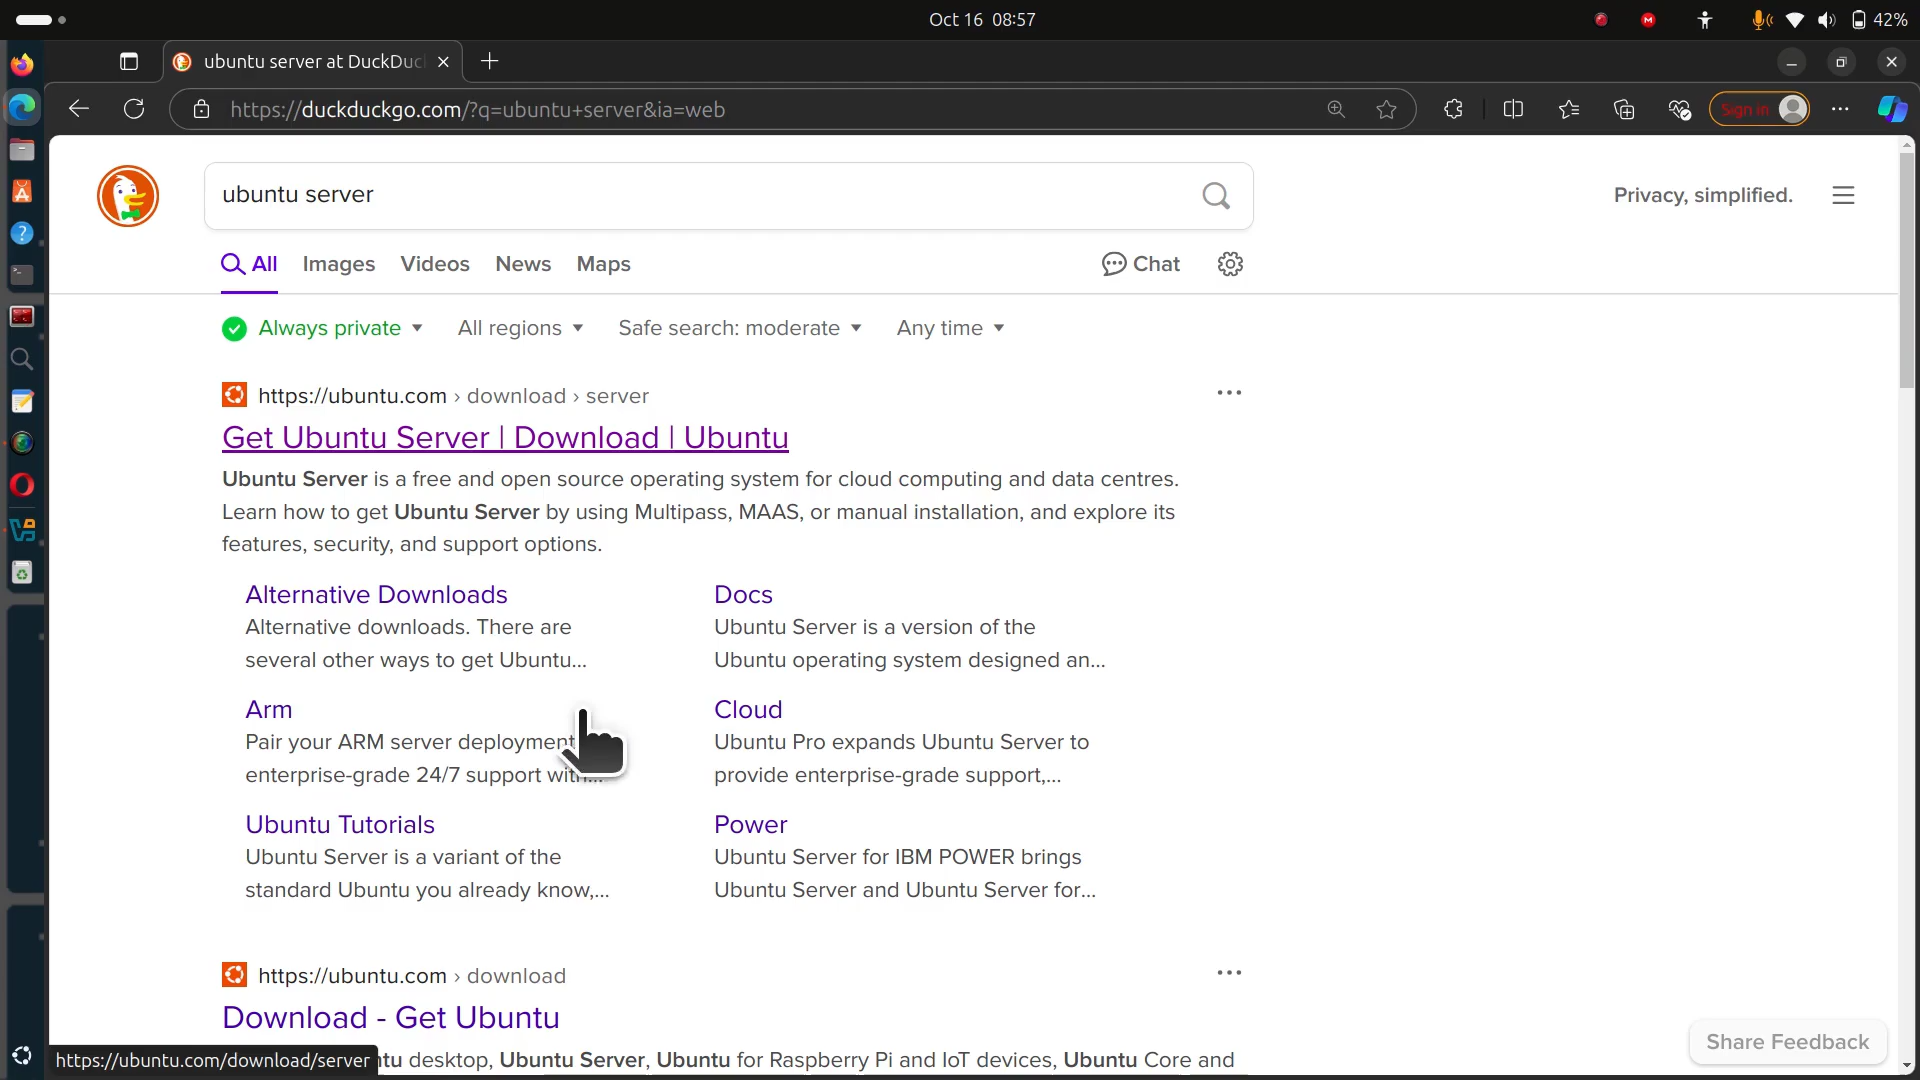 Oct 16 08:57
42%
ubuntu server at DuckDuc
https://duckduckgo.com/?q=ubuntu+server&ia=web
Sign in
ubuntu server
Privacy, simplified.
All
Images
Videos
News
Maps
Chat
Always private
All regions
Safe search: moderate
Any time
https://ubuntu.com › download › server
Get Ubuntu Server | Download | Ubuntu
Ubuntu Server is a free and open source operating system for cloud computing and data centres.
Learn how to get Ubuntu Server by using Multipass, MAAS, or manual installation, and explore its
features, security, and support options.
Alternative Downloads
Alternative downloads. There are
several other ways to get Ubuntu...
Docs
Ubuntu Server is a version of the
Ubuntu operating system designed an...
Arm
Pair your ARM server deployment
enterprise-grade 24/7 support with...
Cloud
Ubuntu Pro expands Ubuntu Server to
provide enterprise-grade support,...
Ubuntu Tutorials
Ubuntu Server is a variant of the
standard Ubuntu you already know,...
Power
Ubuntu Server for IBM POWER brings
Ubuntu Server and Ubuntu Server for...
https://ubuntu.com › download
Download - Get Ubuntu
ntu desktop, Ubuntu Server, Ubuntu for Raspberry Pi and IoT devices, Ubuntu Core and
Share Feedback
https://ubuntu.com/download/server